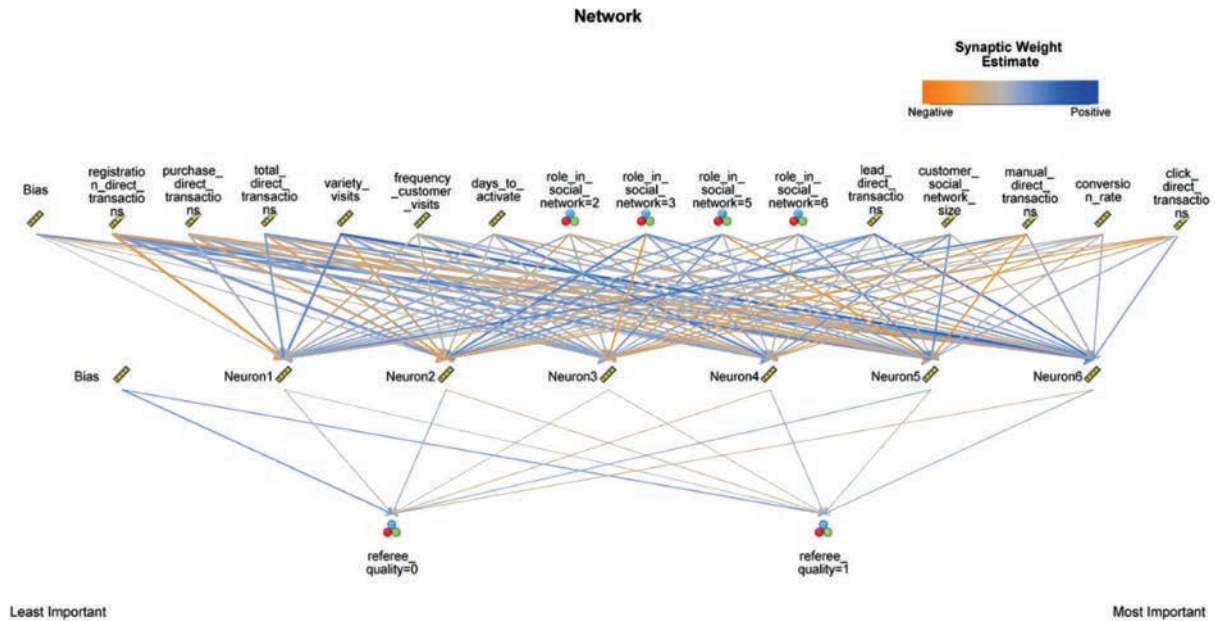 Network
Synaptic Weight
Estimate
Negative
Positive
Bias
registratio
n_direct_
transactio
ns
purchase_
direct_
transactio
ns
total_
direct_
transactio
ns
variety_
visits
frequency
_customer
_visits
days_to_
activate
role_in_
social_
network=2
role_in_
social_
network=3
role_in_
social_
network=5
role_in_
social_
network=6
lead_
direct_
transactio
ns
customer_
social_
network_
size
manual_
direct_
transactio
ns
conversio
n_rate
click_
direct_
transactio
ns
Bias
Neuron1
Neuron2
Neuron3
Neuron4
Neuron5
Neuron6
referee_
quality=0
referee_
quality=1
Least Important
Most Important